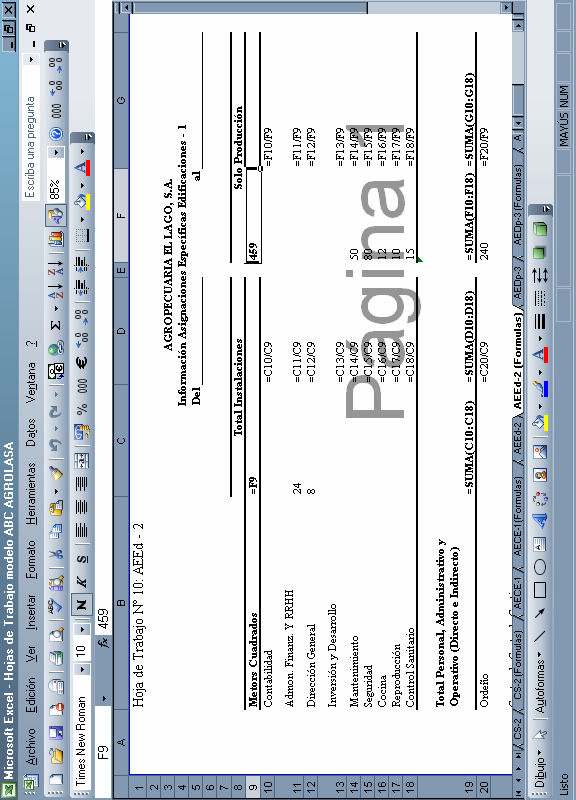 Microsoft Excel - Hojas de Trabajo modelo ABC AGROLASA
Archivo Edición Ver Insertar Formato Herramientas Datos Ventana ? Escriba una pregunta
85%
Times New Roman 10 N K S % 000 €
F9 fx 459
A B C D E F G
1 Hoja de Trabajo N° 10: AEEd - 2
2
3 AGROPECUARIA EL LAGO, S.A.
4 Información Asignaciones Específicas Edificaciones - 1
5 Del al
6
7
8 Total Instalaciones Solo Producción
9 Metors Cuadrados =F9 459
10 Contabilidad =C10/C9 =F10/F9
11 Admon. Finanz. Y RRHH 24 =C11/C9 =F11/F9
12 Dirección General 8 =C12/C9 =F12/F9
13 Inversión y Desarrollo =C13/C9 =F13/F9
14 Mantenimiento =C14/C9 50 =F14/F9
15 Seguridad =C15/C9 80 =F15/F9
16 Cocina =C16/C9 12 =F16/F9
17 Reproducción =C17/C9 10 =F17/F9
18 Control Sanitario =C18/C9 15 =F18/F9
Total Personal, Administrativo y
19 Operativo (Directo e Indirecto) =SUMA(C10:C18) =SUMA(D10:D18) =SUMA(F10:F18) =SUMA(G10:G18)
20 Ordeño =C20/C9 240 =F20/F9
Página 1
CS-2 CS-2 (Formulas) AECE-1 AECE-1 (Formulas) AEEd-2 AEEd-2 (Formulas) AEDp-3 AEDp-3 (Formulas) A
Dibujo Autoformas
Listo MAYÚS NUM